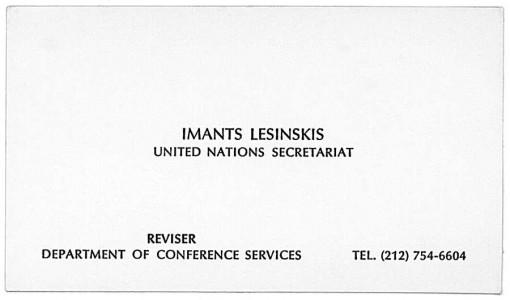 IMANTS LESINSKIS
UNITED NATIONS SECRETARIAT
REVISER
DEPARTMENT OF CONFERENCE SERVICES
TEL. (212) 754-6604